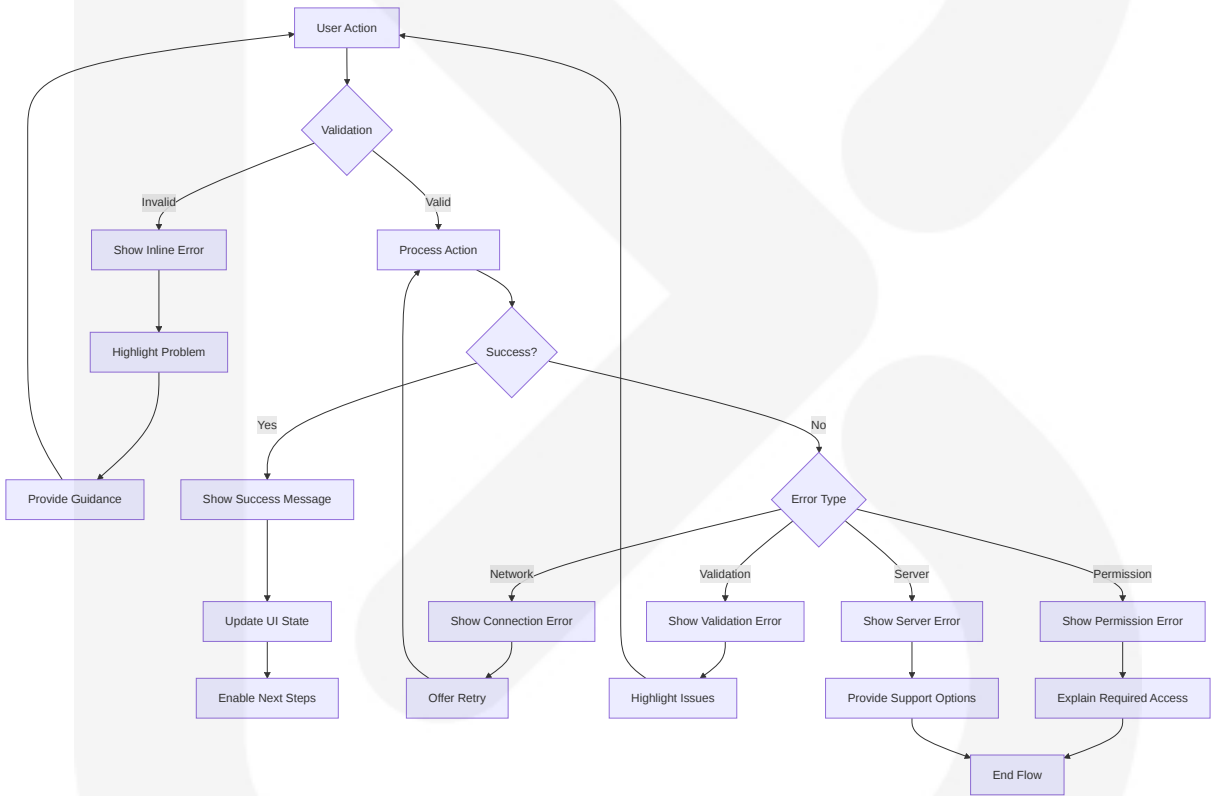 User Action
Validation
Invalid
Valid
Show Inline Error
Process Action
Highlight Problem
Success?
Yes
No
Provide Guidance
Show Success Message
Error Type
Network
Validation
Server
Permission
Update UI State
Show Connection Error
Show Validation Error
Show Server Error
Show Permission Error
Enable Next Steps
Offer Retry
Highlight Issues
Provide Support Options
Explain Required Access
End Flow